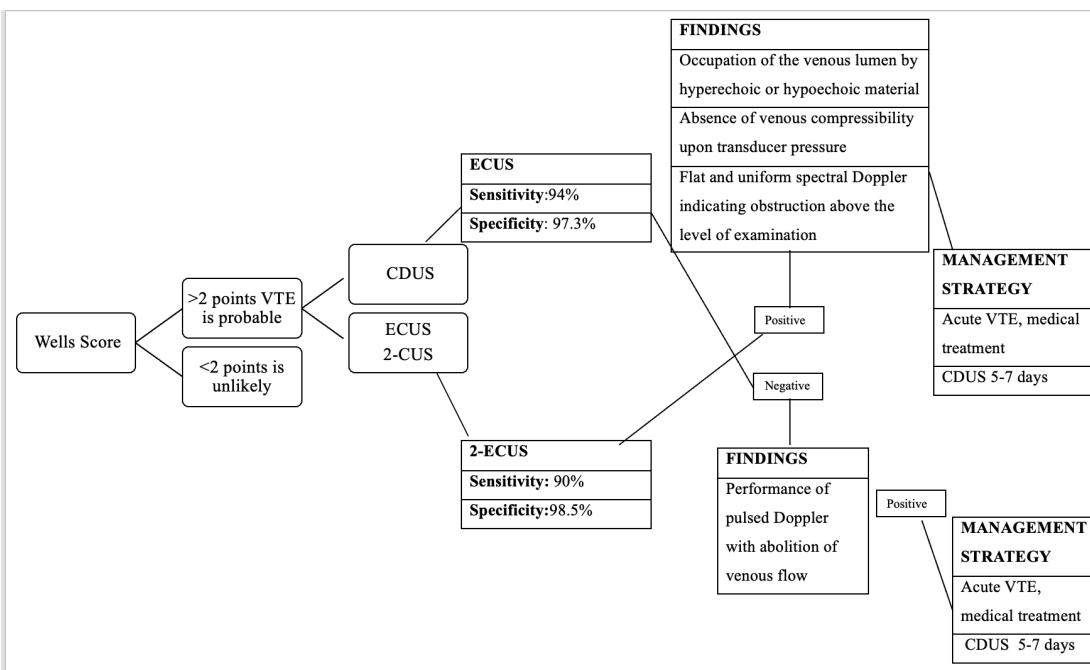 Wells Score
>2 points VTE
is probable
<2 points is
unlikely
CDUS
ECUS
2-CUS
ECUS
Sensitivity:94%
Specificity: 97.3%
2-ECUS
Sensitivity: 90%
Specificity:98.5%
FINDINGS
Occupation of the venous lumen by
hyperechoic or hypoechoic material
Absence of venous compressibility
upon transducer pressure
Flat and uniform spectral Doppler
indicating obstruction above the
level of examination
Positive
Negative
MANAGEMENT
STRATEGY
Acute VTE, medical
treatment
CDUS 5-7 days
FINDINGS
Performance of
pulsed Doppler
with abolition of
venous flow
Positive
MANAGEMENT
STRATEGY
Acute VTE,
medical treatment
CDUS 5-7 days